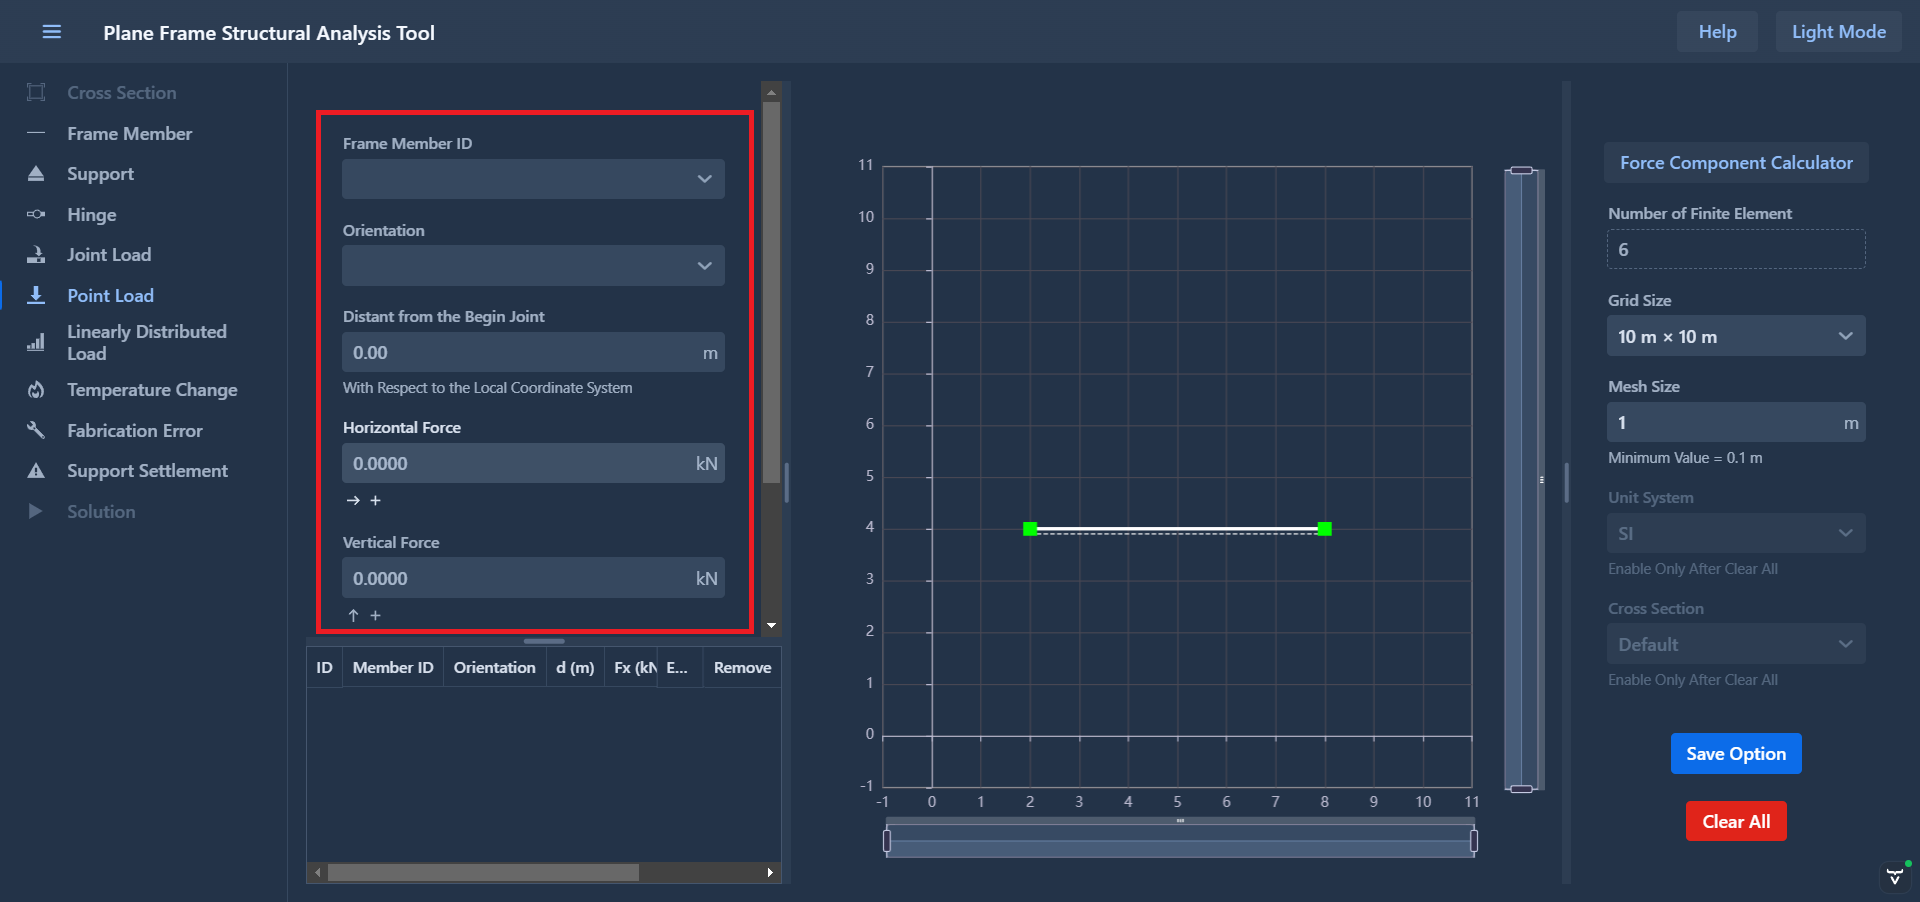 Plane Frame Structural Analysis Tool
Help
Light Mode
Cross Section
Frame Member
Support
Hinge
Joint Load
Point Load
Linearly Distributed
Load
Temperature Change
Fabrication Error
Support Settlement
Solution
Frame Member ID
Orientation
Distant from the Begin Joint
0.00 m
With Respect to the Local Coordinate System
Horizontal Force
0.0000 kN
→ +
Vertical Force
0.0000 kN
↑ +
ID Member ID Orientation d (m) Fx (kN E... Remove
11
10
9
8
7
6
5
4
3
2
1
0
-1
-1 0 1 2 3 4 5 6 7 8 9 10 11
Force Component Calculator
Number of Finite Element
6
Grid Size
10 m × 10 m
Mesh Size
1 m
Minimum Value = 0.1 m
Unit System
SI
Enable Only After Clear All
Cross Section
Default
Enable Only After Clear All
Save Option
Clear All